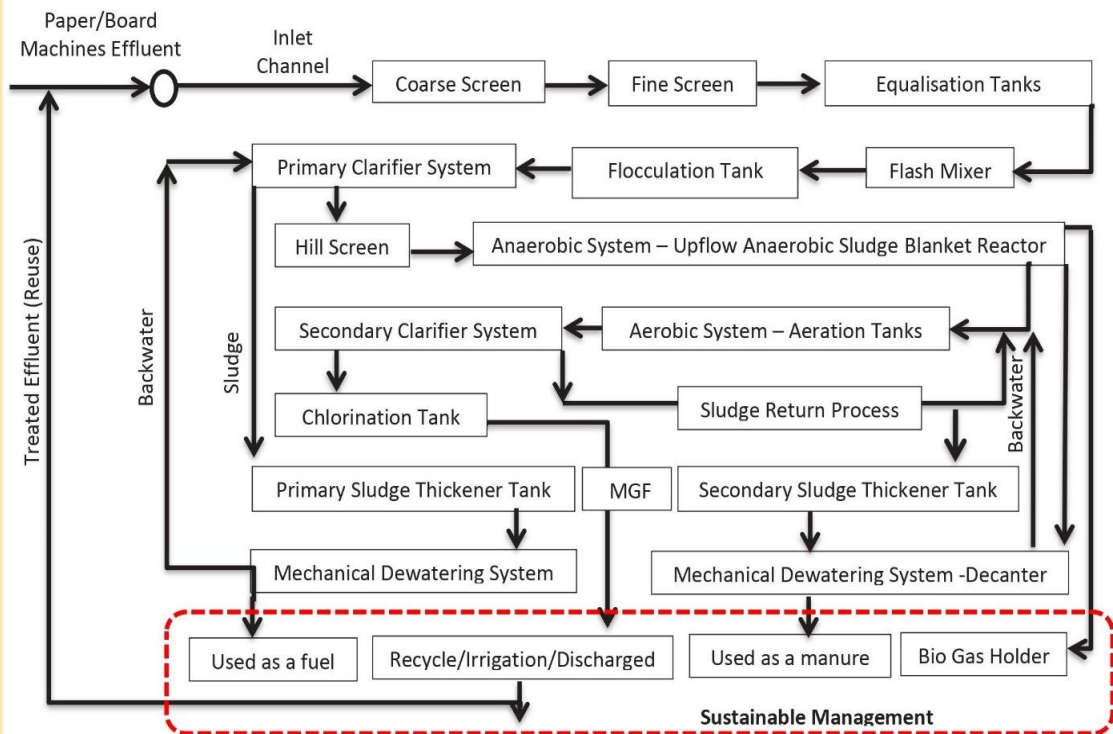 Paper/Board
Machines Effluent
Inlet
Channel
Coarse Screen
Fine Screen
Equalisation Tanks
Primary Clarifier System
Flocculation Tank
Flash Mixer
Hill Screen
Anaerobic System – Upflow Anaerobic Sludge Blanket Reactor
Treated Effluent (Reuse)
Backwater
Sludge
Secondary Clarifier System
Aerobic System – Aeration Tanks
Chlorination Tank
Sludge Return Process
Backwater
Primary Sludge Thickener Tank
MGF
Secondary Sludge Thickener Tank
Mechanical Dewatering System
Mechanical Dewatering System -Decanter
Used as a fuel
Recycle/Irrigation/Discharged
Used as a manure
Bio Gas Holder
Sustainable Management